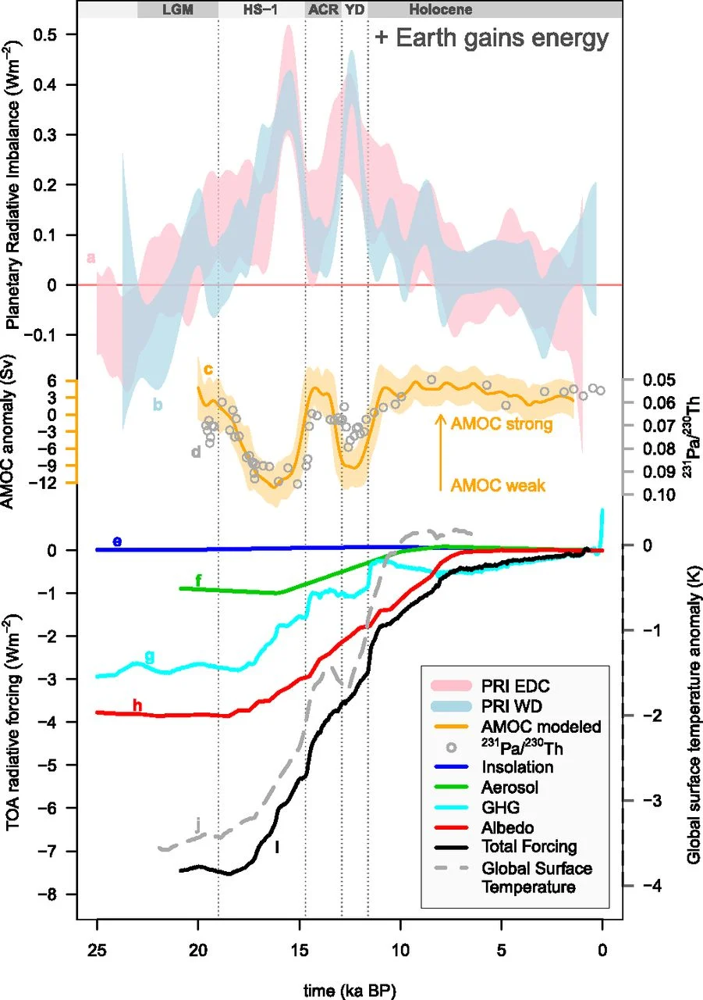 LGM HS−1 ACR YD Holocene
+ Earth gains energy
Planetary Radiative Imbalance (Wm−2)
0.5
0.4
0.3
0.2
0.1
0
−0.1
a
b
c
d
AMOC anomaly (Sv)
6
3
0
−3
−6
−9
−12
AMOC strong
AMOC weak
0.05
0.06
0.07
0.08
0.09
0.10
231Pa/230Th
e
f
g
h
j
I
TOA radiative forcing (Wm−2)
0
−1
−2
−3
−4
−5
−6
−7
−8
0
−1
−2
−3
−4
Global surface temperature anomaly (K)
PRI EDC
PRI WD
AMOC modeled
231Pa/230Th
Insolation
Aerosol
GHG
Albedo
Total Forcing
Global Surface
Temperature
25 20 15 10 5 0
time (ka BP)